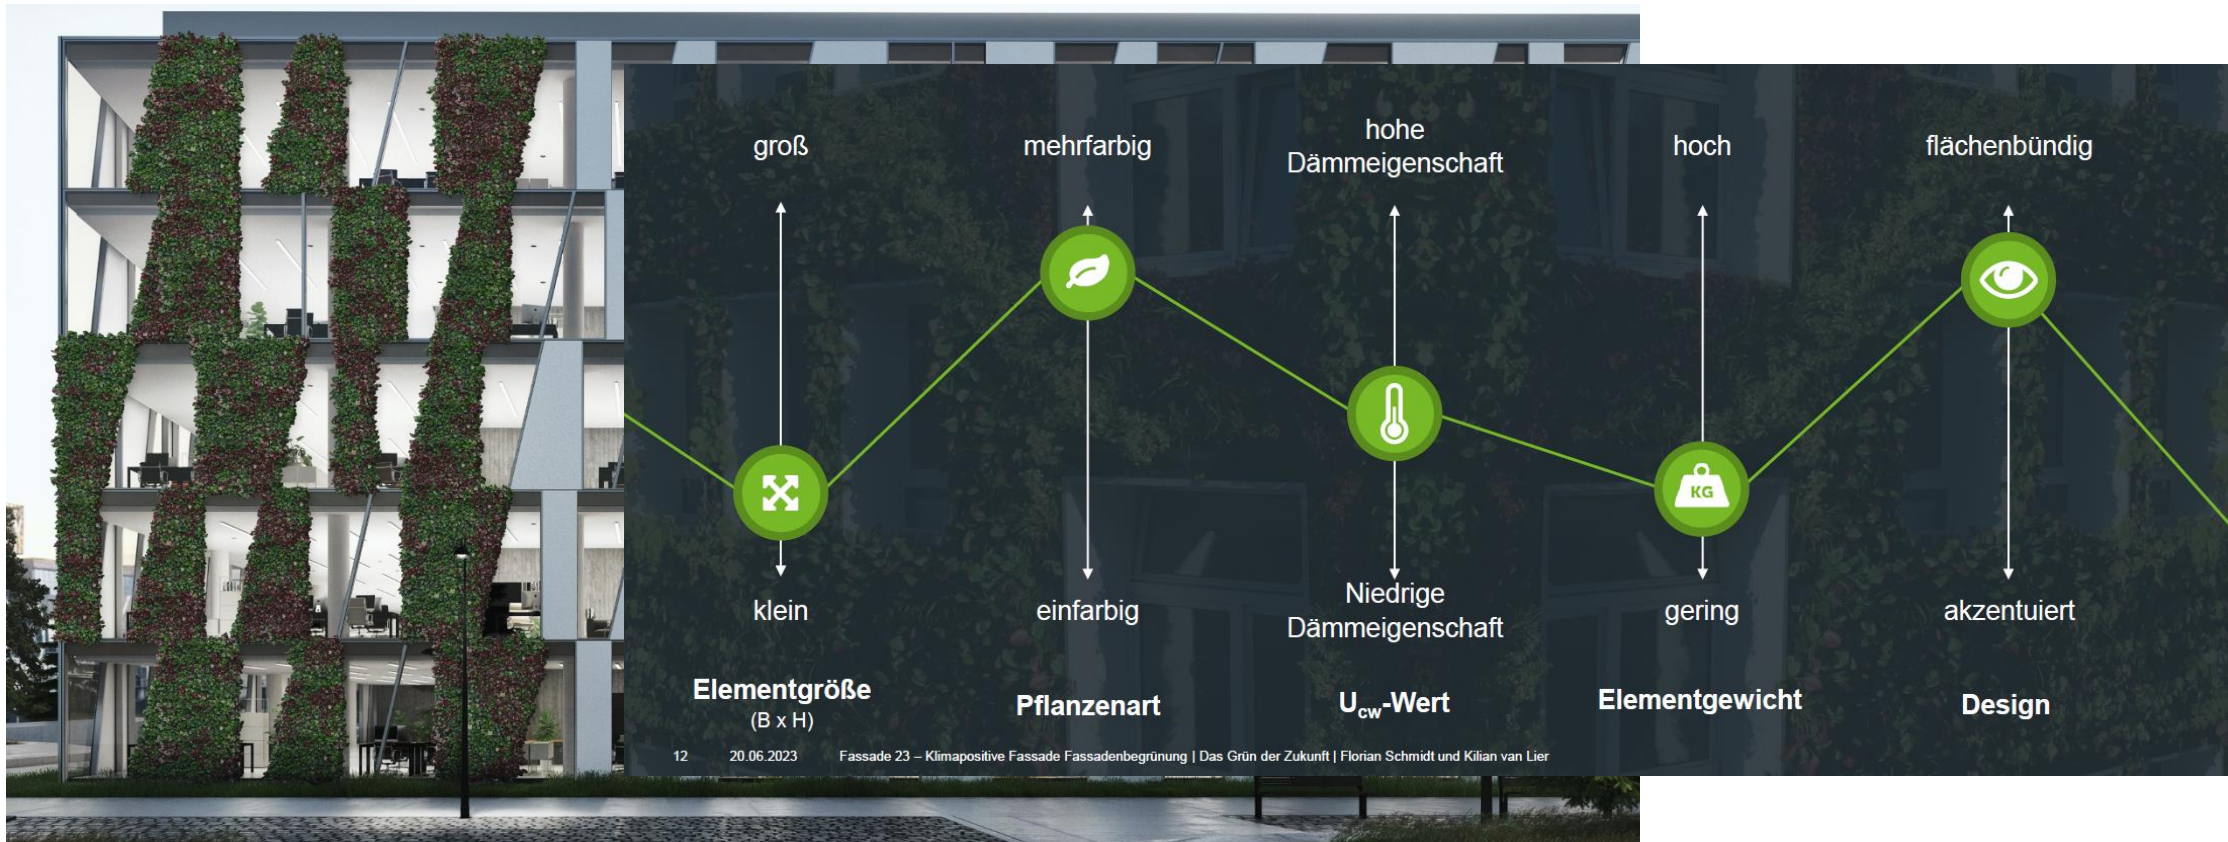 groß
mehrfarbig
hohe
Dämmeigenschaft
hoch
flächenbündig
KG
klein
einfarbig
Niedrige
Dämmeigenschaft
gering
akzentuiert
Elementgröße
(B x H)
Pflanzenart
Ucw-Wert
Elementgewicht
Design
12 20.06.2023 Fassade 23 – Klimapositive Fassade Fassadenbegrünung | Das Grün der Zukunft | Florian Schmidt und Kilian van Lier